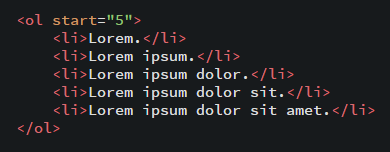 <ol start="5">
    <li>Lorem.</li>
    <li>Lorem ipsum.</li>
    <li>Lorem ipsum dolor.</li>
    <li>Lorem ipsum dolor sit.</li>
    <li>Lorem ipsum dolor sit amet.</li>
</ol>